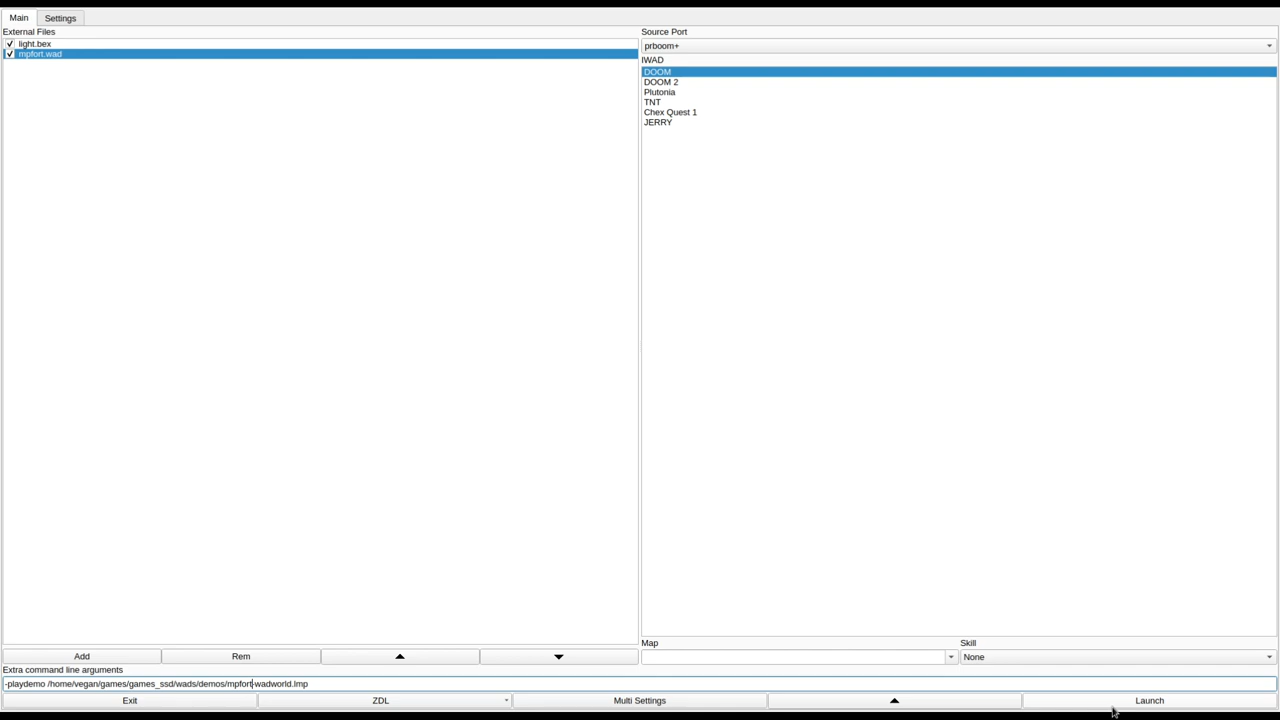 Main Settings
External Files
light.bex
mpfort.wad
Source Port
prboom+
IWAD
DOOM
DOOM 2
Plutonia
TNT
Chex Quest 1
JERRY
Map Skill
None
Add Rem
Extra command line arguments
-playdemo /home/vegan/games/games_ssd/wads/demos/mpfort-wadworld.lmp
Exit ZDL Multi Settings Launch